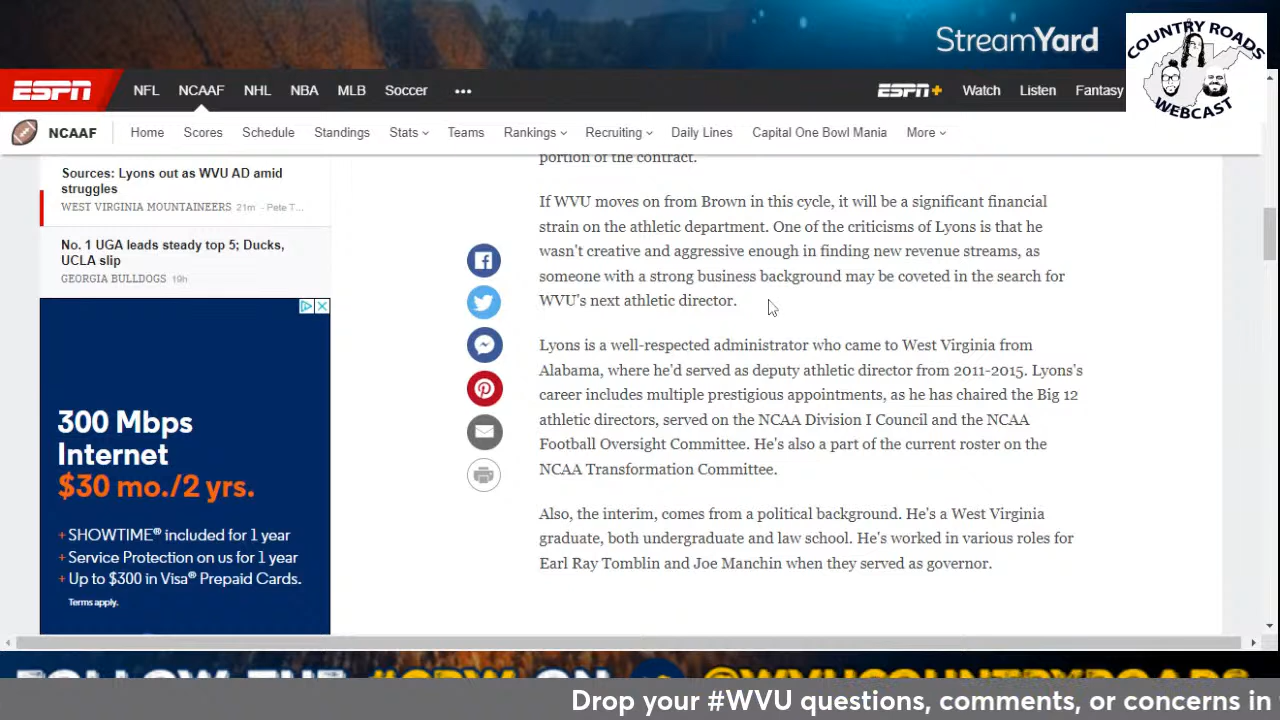 StreamYard
COUNTRY ROADS
WEBCAST
ESPN NFL NCAAF NHL NBA MLB Soccer ••• ESPN+ Watch Listen Fantasy
NCAAF Home Scores Schedule Standings Stats Teams Rankings Recruiting Daily Lines Capital One Bowl Mania More
Sources: Lyons out as WVU AD amid
struggles
WEST VIRGINIA MOUNTAINEERS 21m - Pete T...
No. 1 UGA leads steady top 5; Ducks,
UCLA slip
GEORGIA BULLDOGS 19h
300 Mbps
Internet
$30 mo./2 yrs.
+ SHOWTIME® included for 1 year
+ Service Protection on us for 1 year
+ Up to $300 in Visa® Prepaid Cards.
Terms apply.
portion of the contract.
If WVU moves on from Brown in this cycle, it will be a significant financial
strain on the athletic department. One of the criticisms of Lyons is that he
wasn't creative and aggressive enough in finding new revenue streams, as
someone with a strong business background may be coveted in the search for
WVU's next athletic director.
Lyons is a well-respected administrator who came to West Virginia from
Alabama, where he'd served as deputy athletic director from 2011-2015. Lyons's
career includes multiple prestigious appointments, as he has chaired the Big 12
athletic directors, served on the NCAA Division I Council and the NCAA
Football Oversight Committee. He's also a part of the current roster on the
NCAA Transformation Committee.
Also, the interim, comes from a political background. He's a West Virginia
graduate, both undergraduate and law school. He's worked in various roles for
Earl Ray Tomblin and Joe Manchin when they served as governor.
FOLLOW THE #CRW ON @WVUCOUNTRYROADS
Drop your #WVU questions, comments, or concerns in